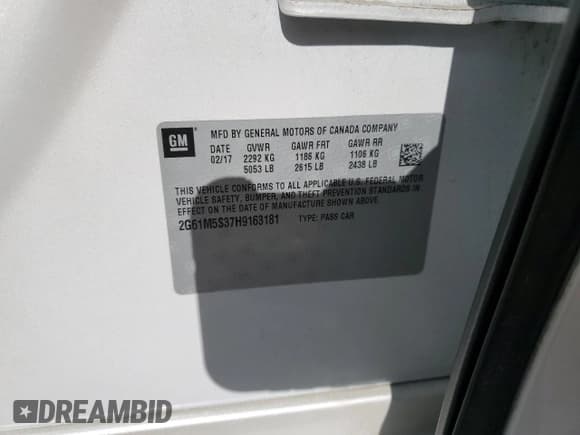 GM
MFD BY GENERAL MOTORS OF CANADA COMPANY
DATE GVWR GAWR FRT GAWR RR
02/17 2292 KG 1186 KG 1106 KG
5053 LB 2615 LB 2438 LB
THIS VEHICLE CONFORMS TO ALL APPLICABLE U.S. FEDERAL MOTOR
VEHICLE SAFETY, BUMPER, AND THEFT PREVENTION STANDARDS IN
EFFECT ON THE DATE OF MANUFACTURE SHOWN ABOVE.
2G61M5S37H9163181 TYPE: PASS CAR
DREAMBID